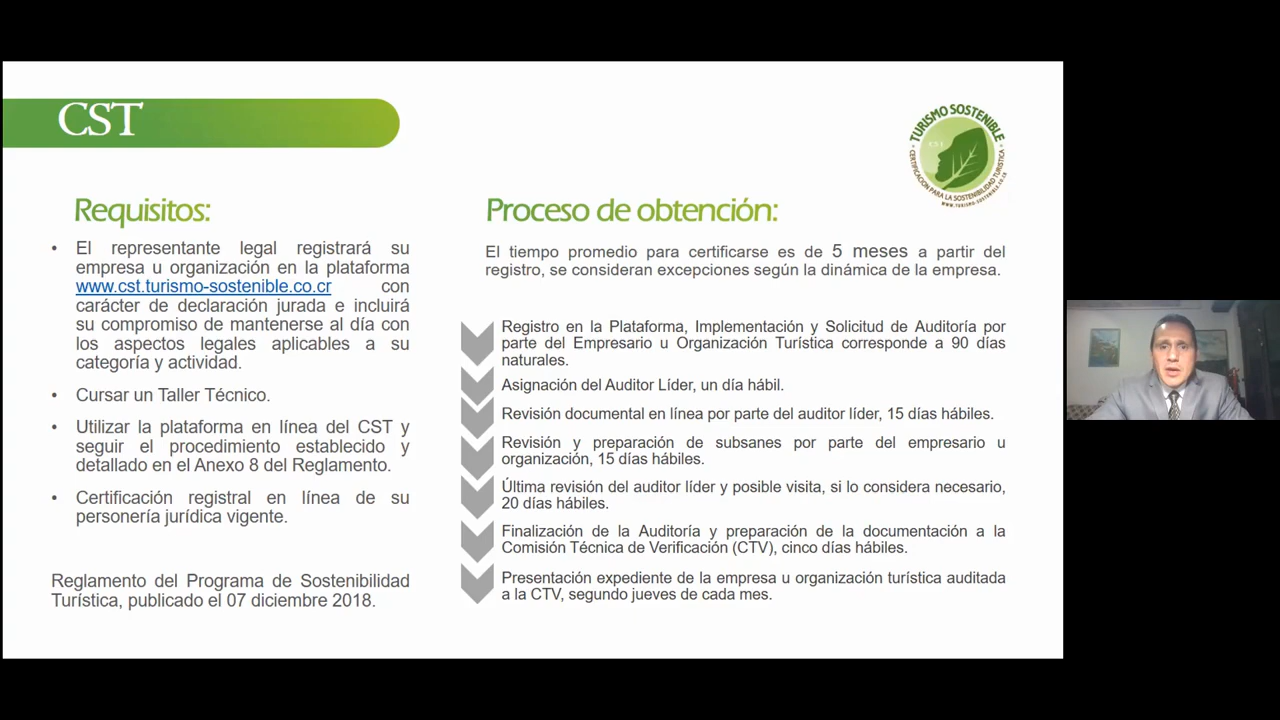 CST
TURISMO SOSTENIBLE
CST
CERTIFICACIÓN PARA LA SOSTENIBILIDAD TURÍSTICA
www.turismo-sostenible.co.cr
Requisitos:
• El representante legal registrará su
empresa u organización en la plataforma
www.cst.turismo-sostenible.co.cr con
carácter de declaración jurada e incluirá
su compromiso de mantenerse al día con
los aspectos legales aplicables a su
categoría y actividad.
• Cursar un Taller Técnico.
• Utilizar la plataforma en línea del CST y
seguir el procedimiento establecido y
detallado en el Anexo 8 del Reglamento.
• Certificación registral en línea de su
personería jurídica vigente.
Reglamento del Programa de Sostenibilidad
Turística, publicado el 07 diciembre 2018.
Proceso de obtención:
El tiempo promedio para certificarse es de 5 meses a partir del
registro, se consideran excepciones según la dinámica de la empresa.
Registro en la Plataforma, Implementación y Solicitud de Auditoría por
parte del Empresario u Organización Turística corresponde a 90 días
naturales.
Asignación del Auditor Líder, un día hábil.
Revisión documental en línea por parte del auditor líder, 15 días hábiles.
Revisión y preparación de subsanes por parte del empresario u
organización, 15 días hábiles.
Última revisión del auditor líder y posible visita, si lo considera necesario,
20 días hábiles.
Finalización de la Auditoría y preparación de la documentación a la
Comisión Técnica de Verificación (CTV), cinco días hábiles.
Presentación expediente de la empresa u organización turística auditada
a la CTV, segundo jueves de cada mes.